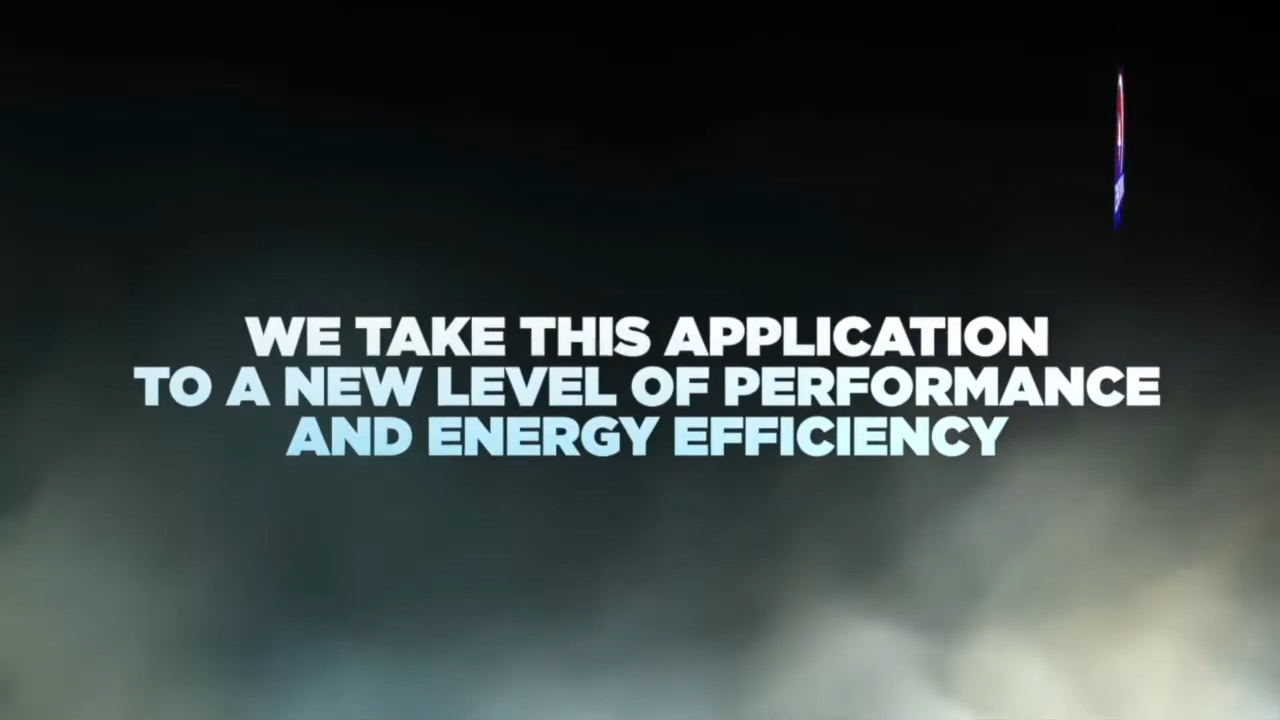 WE TAKE THIS APPLICATION
TO A NEW LEVEL OF PERFORMANCE
AND ENERGY EFFICIENCY